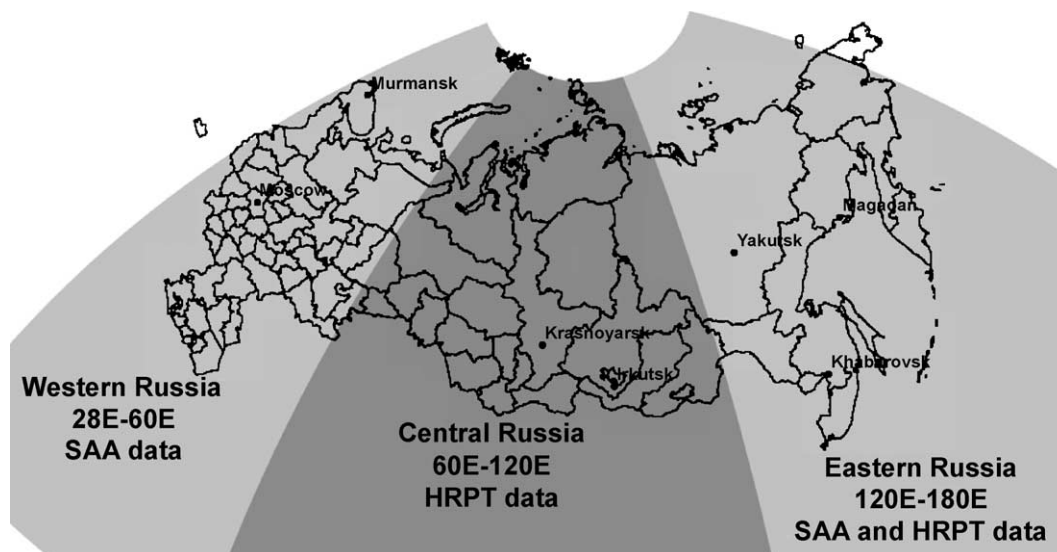 Murmansk
Moscow
Magadan
Yakutsk
Krasnoyarsk
Irkutsk
Khabarovsk
Western Russia
28E-60E
SAA data
Central Russia
60E-120E
HRPT data
Eastern Russia
120E-180E
SAA and HRPT data